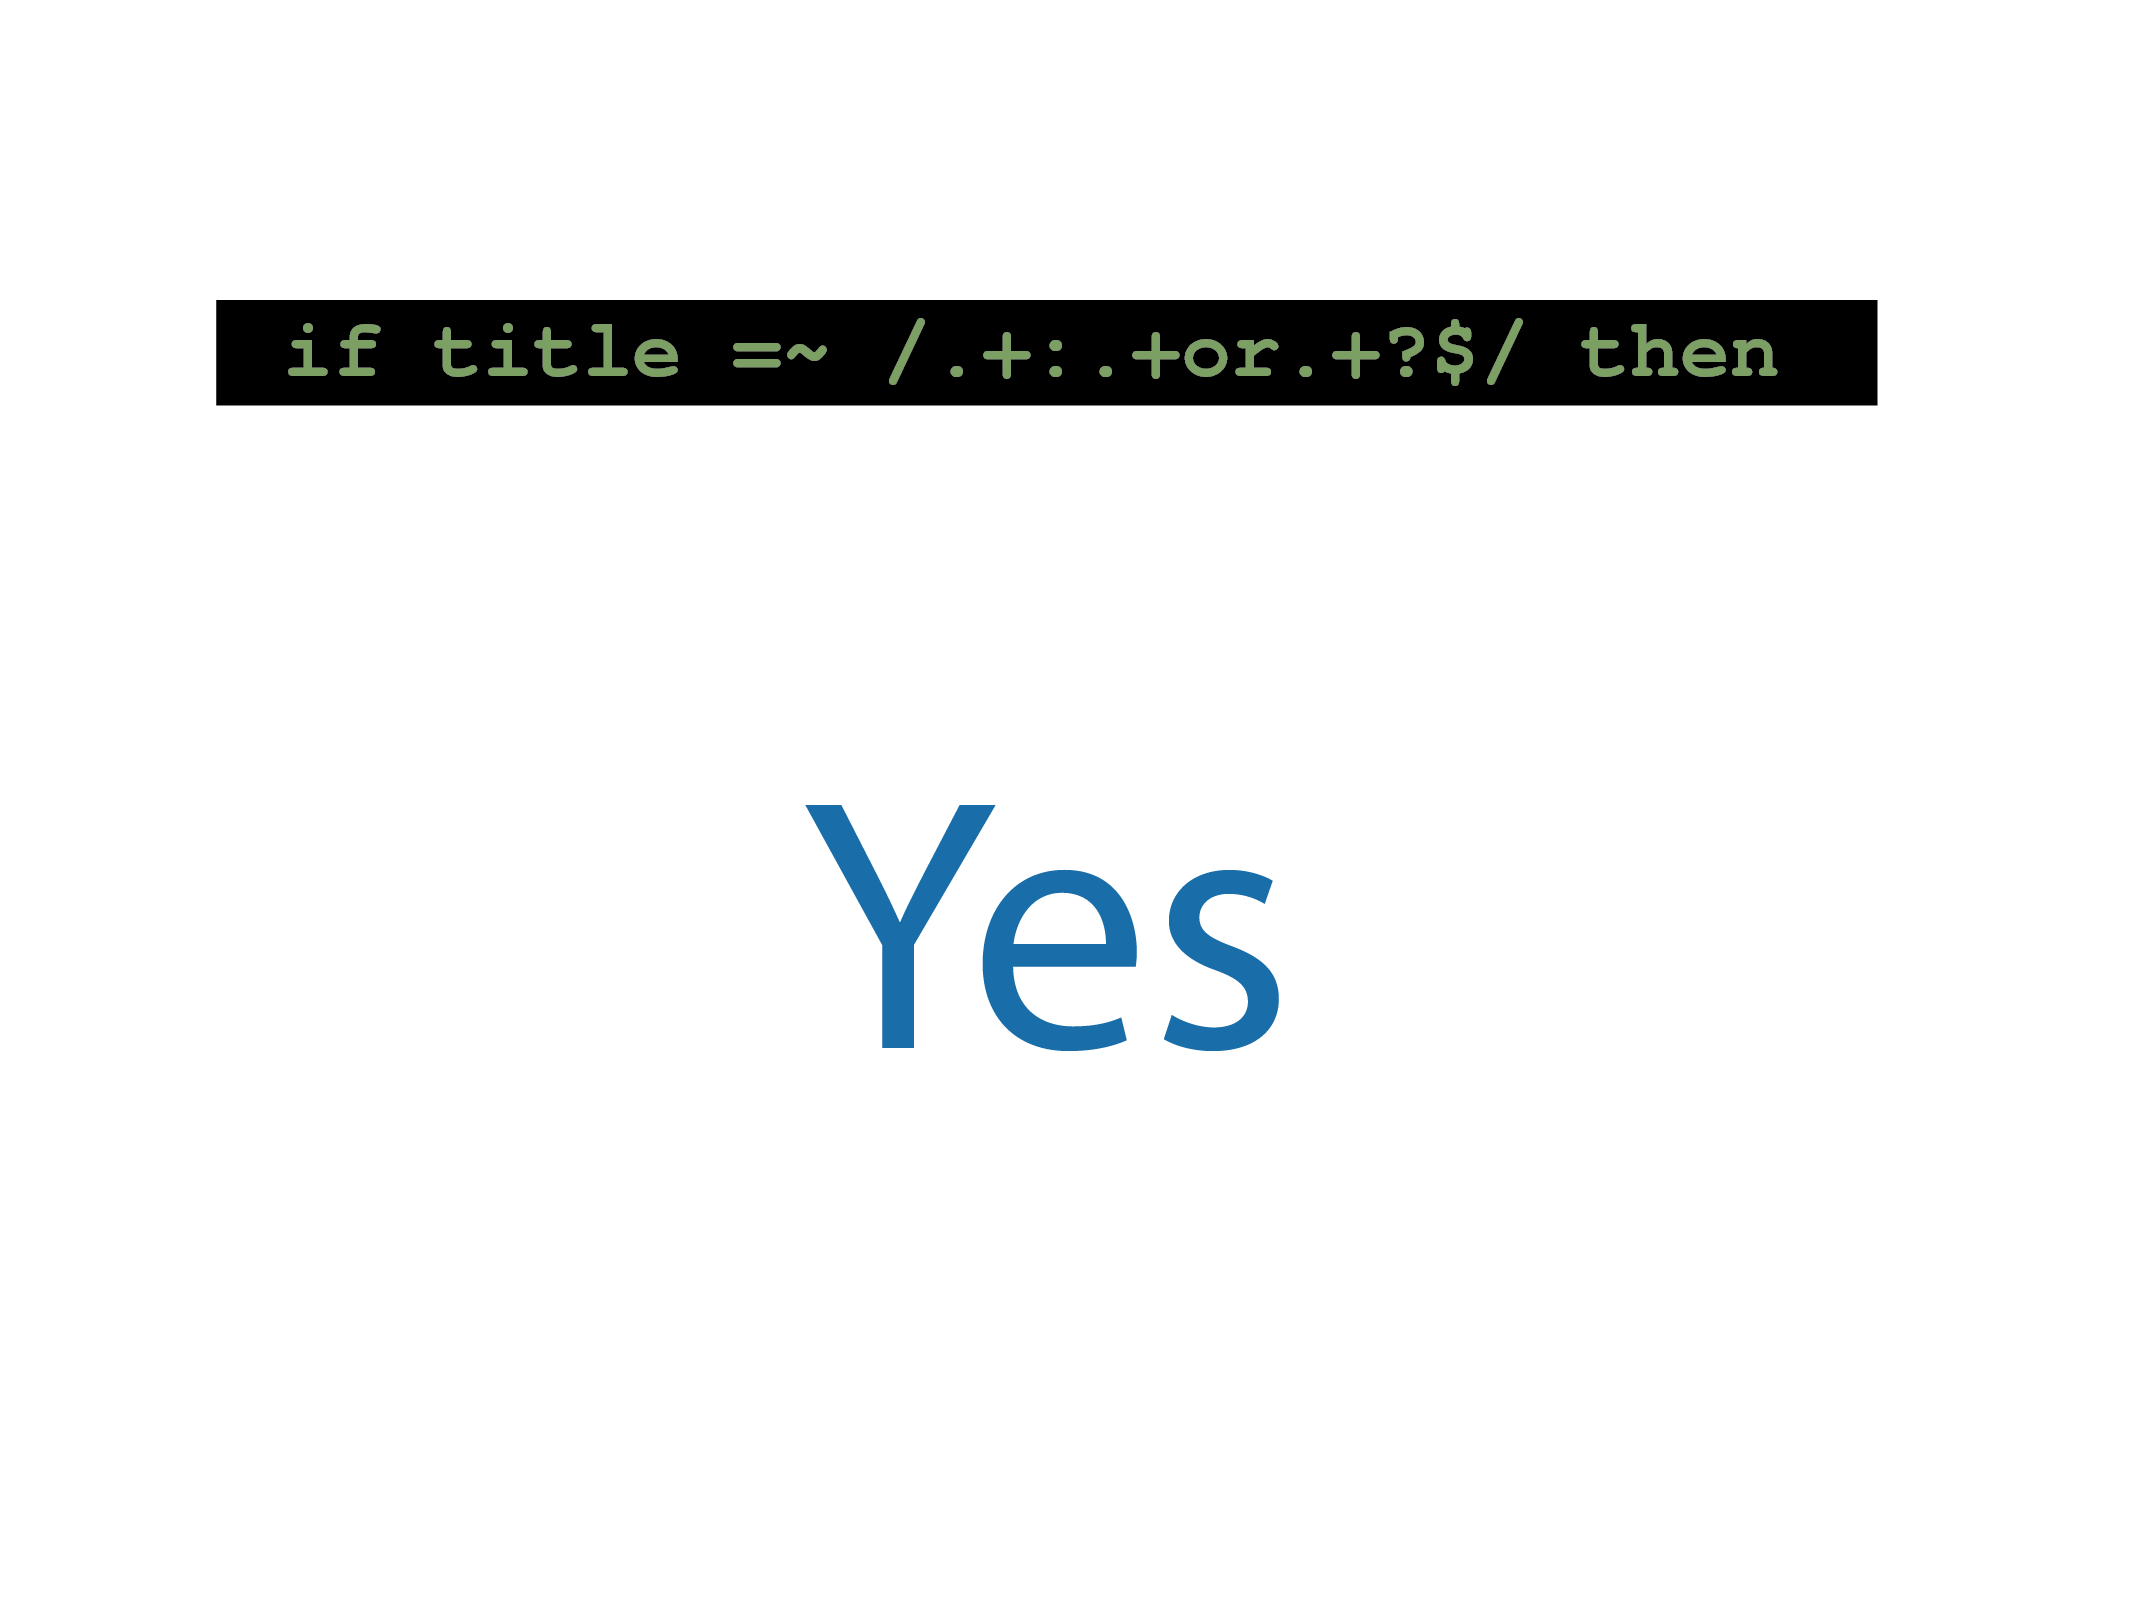 if title =~ /.+:.+or.+?$/ then
Yes